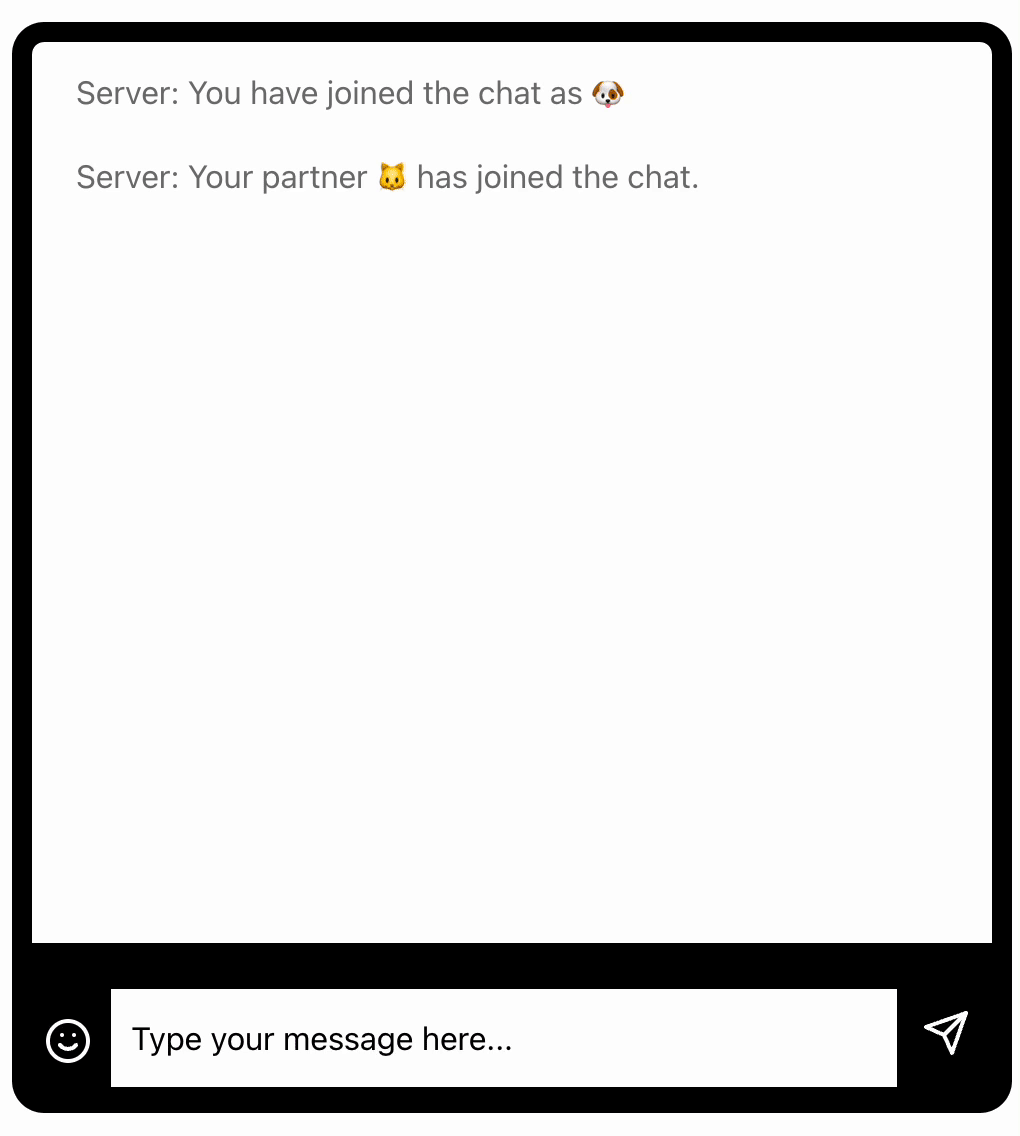 Server: You have joined the chat as 🐶
Server: Your partner 🐱 has joined the chat.
Type your message here...